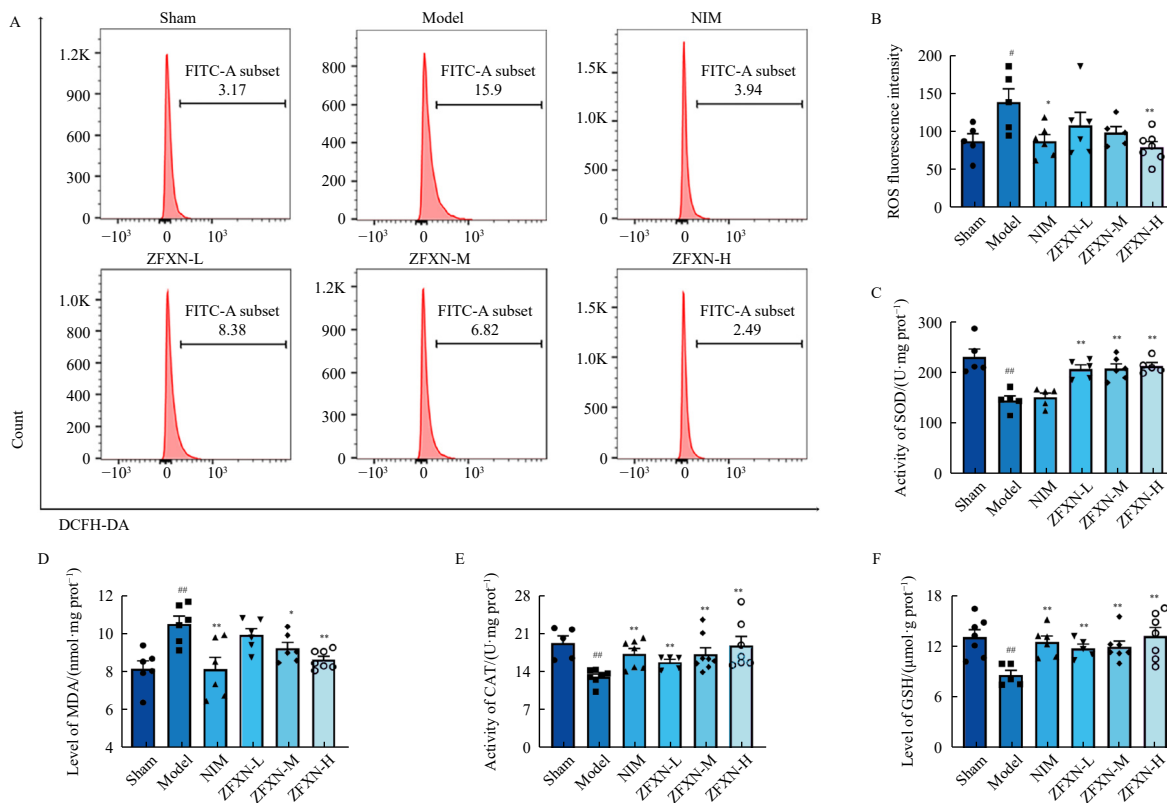 A
Sham
1.2K
900
600
300
0
−10³
0
10³
FITC-A subset
3.17
Model
800
600
400
200
0
−10³
0
10³
FITC-A subset
15.9
NIM
1.5K
1.0K
500
0
−10³
0
10³
FITC-A subset
3.94
ZFXN-L
1.0K
800
600
400
200
0
−10³
0
10³
FITC-A subset
8.38
ZFXN-M
1.2K
900
600
300
0
−10³
0
10³
FITC-A subset
6.82
ZFXN-H
1.5K
1.0K
500
0
−10³
0
10³
FITC-A subset
2.49
Count
DCFH-DA
B
ROS fluorescence intensity
200
150
100
50
0
#
*
**
Sham
Model
NIM
ZFXN-L
ZFXN-M
ZFXN-H
C
Activity of SOD/(U·mg prot⁻¹)
300
200
100
0
##
**
**
**
Sham
Model
NIM
ZFXN-L
ZFXN-M
ZFXN-H
D
Level of MDA/(nmol·mg prot⁻¹)
12
10
8
6
4
##
**
*
**
Sham
Model
NIM
ZFXN-L
ZFXN-M
ZFXN-H
E
Activity of CAT/(U·mg prot⁻¹)
28
21
14
7
0
##
**
**
**
**
Sham
Model
NIM
ZFXN-L
ZFXN-M
ZFXN-H
F
Level of GSH/(μmol·g prot⁻¹)
18
12
6
0
##
**
**
**
**
Sham
Model
NIM
ZFXN-L
ZFXN-M
ZFXN-H